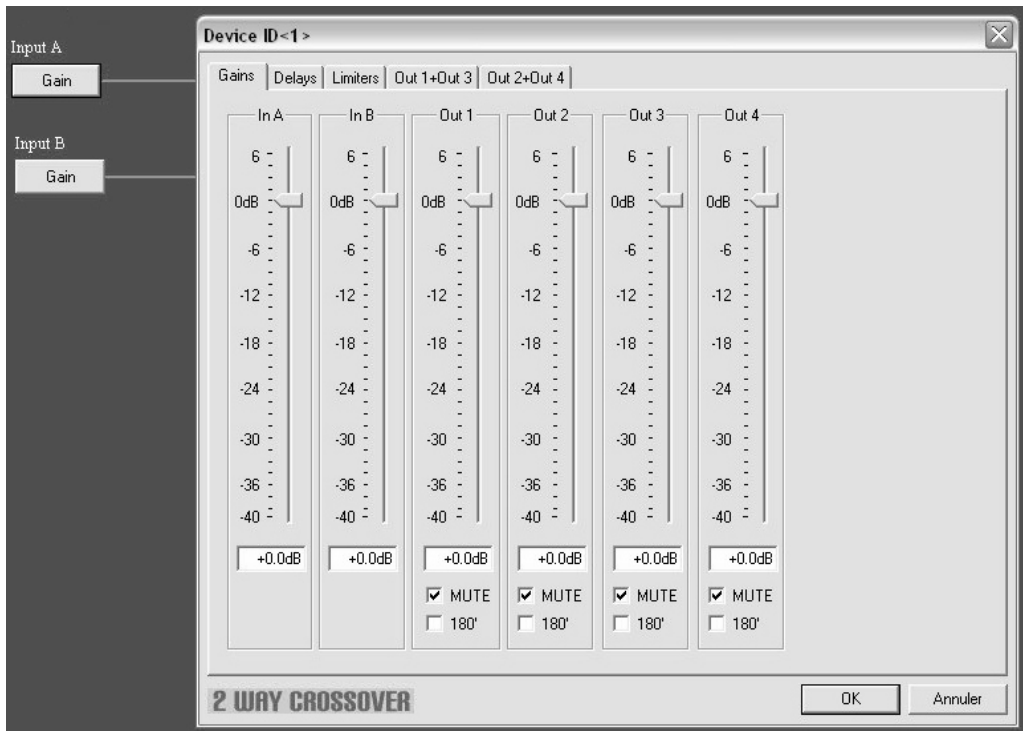 Input A
Gain
Input B
Gain
Device ID<1>
Gains Delays Limiters Out 1+Out 3 Out 2+Out 4
In A In B Out 1 Out 2 Out 3 Out 4
6 6 6 6 6 6
0dB 0dB 0dB 0dB 0dB 0dB
-6 -6 -6 -6 -6 -6
-12 -12 -12 -12 -12 -12
-18 -18 -18 -18 -18 -18
-24 -24 -24 -24 -24 -24
-30 -30 -30 -30 -30 -30
-36 -36 -36 -36 -36 -36
-40 -40 -40 -40 -40 -40
+0.0dB +0.0dB +0.0dB +0.0dB +0.0dB +0.0dB
MUTE MUTE MUTE MUTE
180' 180' 180' 180'
2 WAY CROSSOVER
OK Annuler